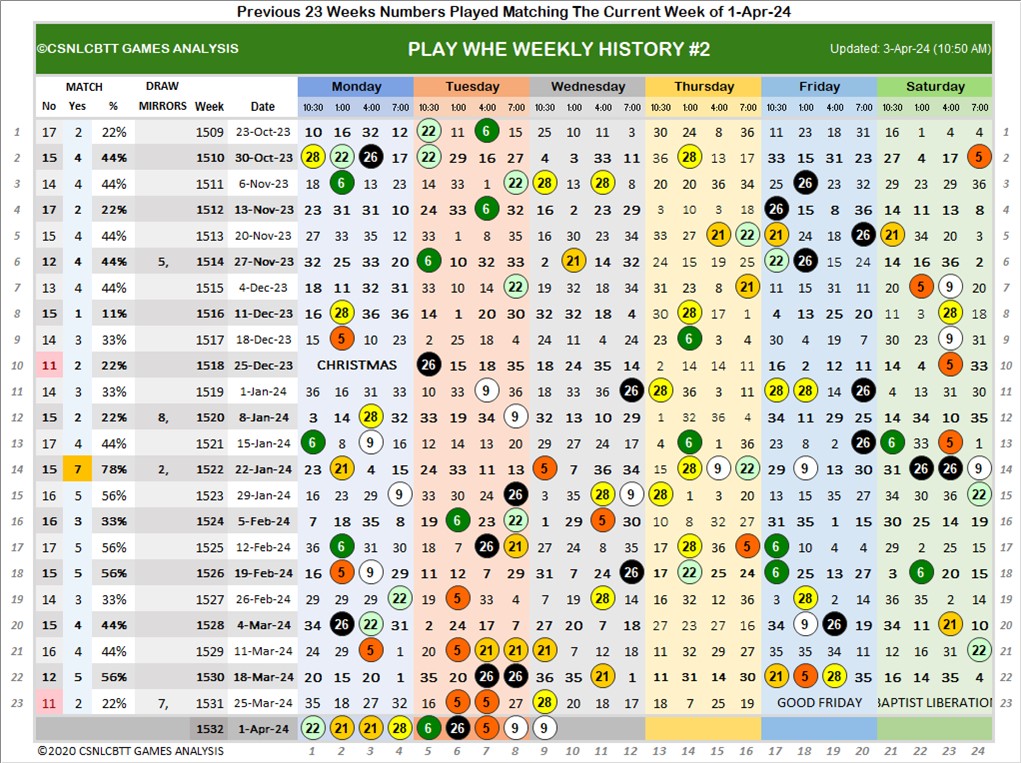 Previous 23 Weeks Numbers Played Matching The Current Week of 1-Apr-24
©CSNLCBTT GAMES ANALYSIS PLAY WHE WEEKLY HISTORY #2 Updated: 3-Apr-24 (10:50 AM)
MATCH DRAW Monday Tuesday Wednesday Thursday Friday Saturday
No Yes % MIRRORS Week Date 10:30 1:00 4:00 7:00 10:30 1:00 4:00 7:00 10:30 1:00 4:00 7:00 10:30 1:00 4:00 7:00 10:30 1:00 4:00 7:00 10:30 1:00 4:00 7:00
1 17 2 22% 1509 23-Oct-23 10 16 32 12 22 11 6 15 25 10 11 3 30 24 8 36 11 23 18 31 16 1 4 4 1
2 15 4 44% 1510 30-Oct-23 28 22 26 17 22 29 16 27 4 3 33 11 36 28 13 17 33 15 31 23 27 4 17 5 2
3 14 4 44% 1511 6-Nov-23 18 6 13 23 14 33 1 22 28 13 28 8 20 20 36 34 25 26 23 32 29 23 29 36 3
4 17 2 22% 1512 13-Nov-23 23 31 31 10 24 33 6 32 16 2 23 29 3 10 3 18 26 15 8 36 14 11 13 8 4
5 15 4 44% 1513 20-Nov-23 27 33 35 12 33 1 8 35 16 30 23 34 33 27 21 22 21 24 18 26 21 34 20 3 5
6 12 4 44% 5, 1514 27-Nov-23 32 25 33 20 6 10 32 33 2 21 14 32 24 15 19 25 22 26 15 24 14 16 36 2 6
7 13 4 44% 1515 4-Dec-23 18 11 32 31 33 10 14 22 19 32 18 34 31 23 8 21 11 15 31 11 20 5 9 20 7
8 15 1 11% 1516 11-Dec-23 16 28 36 36 14 1 20 30 32 32 18 4 30 28 17 1 4 13 25 20 11 3 28 18 8
9 14 3 33% 1517 18-Dec-23 15 5 10 23 2 25 18 4 24 11 4 24 23 6 19 3 30 4 19 7 30 23 9 31 9
10 11 2 22% 1518 25-Dec-23 CHRISTMAS 26 15 18 35 18 24 35 14 2 14 14 11 16 2 12 11 14 4 5 33 10
11 14 3 33% 1519 1-Jan-24 36 16 31 33 10 33 9 36 18 33 36 26 28 36 3 11 28 28 14 26 4 13 31 30 11
12 15 2 22% 8, 1520 8-Jan-24 3 14 28 32 33 19 34 9 32 13 10 29 1 32 36 4 34 11 29 25 14 34 10 35 12
13 17 4 44% 1521 15-Jan-24 6 8 9 16 12 14 13 20 29 27 24 17 4 6 1 36 23 8 2 26 6 33 5 1 13
14 15 7 78% 2, 1522 22-Jan-24 23 21 4 15 24 33 11 13 5 7 36 34 15 28 9 22 29 9 13 30 31 26 26 9 14
15 16 5 56% 1523 29-Jan-24 16 23 29 9 33 30 24 26 3 35 28 9 28 1 3 20 13 15 35 27 34 30 36 22 15
16 16 3 33% 1524 5-Feb-24 7 18 35 8 19 6 23 22 1 29 5 30 10 8 32 27 31 35 1 15 30 25 14 19 16
17 17 5 56% 1525 12-Feb-24 36 6 31 30 18 7 26 21 27 24 8 35 17 28 36 5 6 10 4 4 29 2 25 15 17
18 15 5 56% 1526 19-Feb-24 16 5 9 29 11 12 7 29 31 7 24 26 17 22 25 24 6 25 13 27 3 6 20 15 18
19 14 3 33% 1527 26-Feb-24 29 29 29 22 19 5 33 4 7 19 28 14 16 32 12 36 3 28 2 14 36 35 2 14 19
20 15 4 44% 1528 4-Mar-24 34 26 22 31 2 24 17 7 27 20 7 18 27 23 27 16 34 9 26 19 34 11 21 10 20
21 16 4 44% 1529 11-Mar-24 24 29 5 1 20 5 21 21 21 7 12 18 11 32 29 27 35 35 34 11 12 16 31 22 21
22 12 5 56% 1530 18-Mar-24 20 15 20 1 35 20 26 26 36 35 21 1 11 31 14 30 21 5 28 35 16 14 35 4 22
23 11 2 22% 7, 1531 25-Mar-24 35 18 27 32 16 5 5 27 28 20 18 17 18 7 25 19 GOOD FRIDAY BAPTIST LIBERATION 23
1532 1-Apr-24 22 21 21 28 6 26 5 9 9
©2020 CSNLCBTT GAMES ANALYSIS 1 2 3 4 5 6 7 8 9 10 11 12 13 14 15 16 17 18 19 20 21 22 23 24